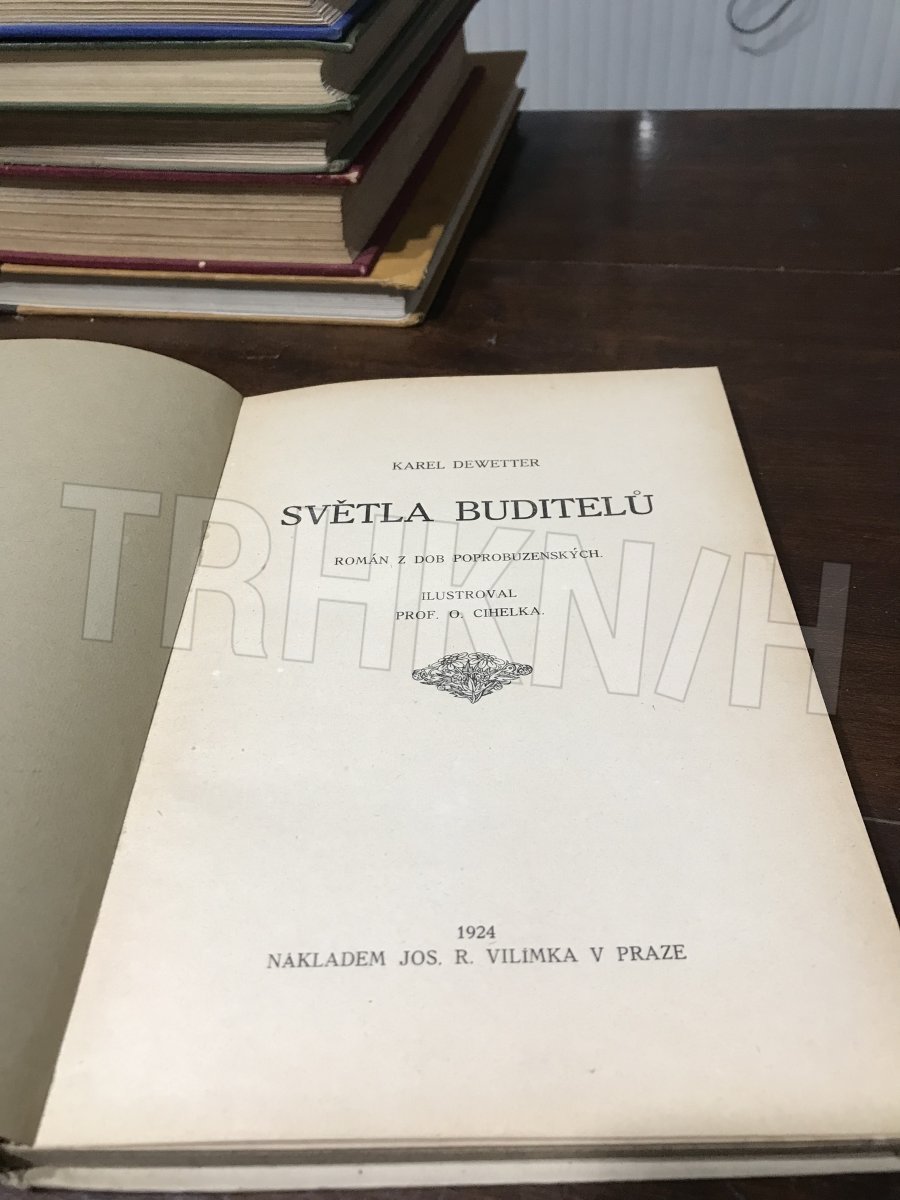 KAREL DEWETTER
SVĚTLA BUDITELŮ
ROMÁN Z DOB POPROBUZENSKÝCH.
ILUSTROVAL
PROF. O. CIHELKA.
TRHKNIH
1924
NÁKLADEM JOS. R. VILÍMKA V PRAZE